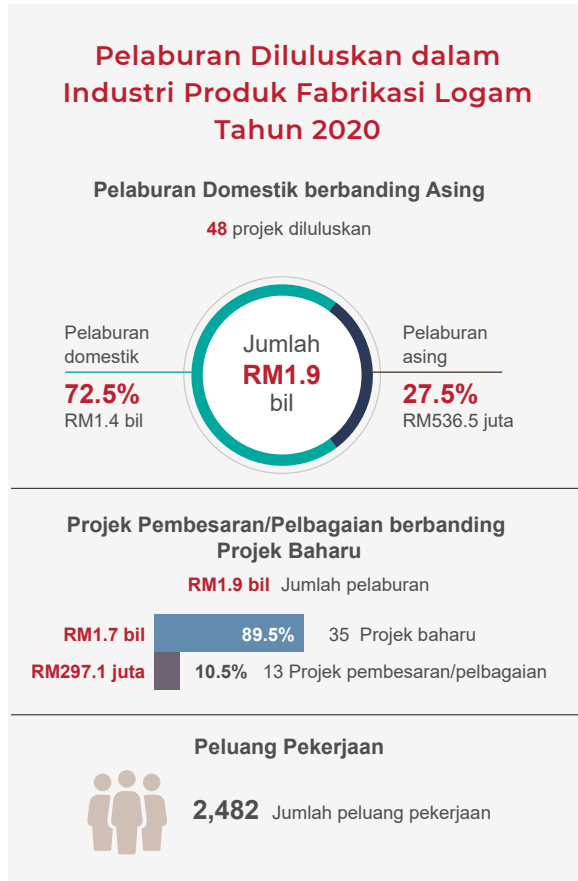 Pelaburan Diluluskan dalam
Industri Produk Fabrikasi Logam
Tahun 2020
Pelaburan Domestik berbanding Asing
48 projek diluluskan
Pelaburan
domestik
72.5%
RM1.4 bil
Jumlah
RM1.9
bil
Pelaburan
asing
27.5%
RM536.5 juta
Projek Pembesaran/Pelbagaian berbanding
Projek Baharu
RM1.9 bil Jumlah pelaburan
RM1.7 bil 89.5% 35 Projek baharu
RM297.1 juta 10.5% 13 Projek pembesaran/pelbagaian
Peluang Pekerjaan
2,482 Jumlah peluang pekerjaan